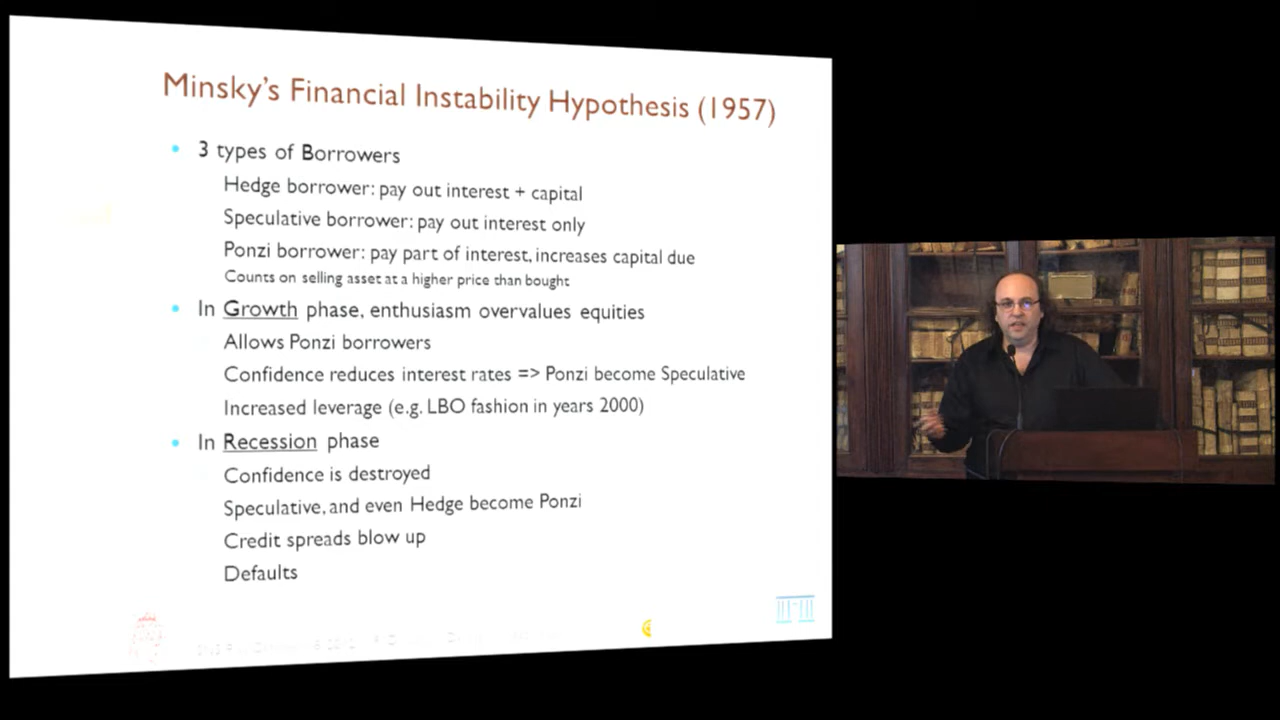 Minsky's Financial Instability Hypothesis (1957)
• 3 types of Borrowers
Hedge borrower: pay out interest + capital
Speculative borrower: pay out interest only
Ponzi borrower: pay part of interest, increases capital due
Counts on selling asset at a higher price than bought
• In Growth phase, enthusiasm overvalues equities
Allows Ponzi borrowers
Confidence reduces interest rates => Ponzi become Speculative
Increased leverage (e.g. LBO fashion in years 2000)
• In Recession phase
Confidence is destroyed
Speculative, and even Hedge become Ponzi
Credit spreads blow up
Defaults